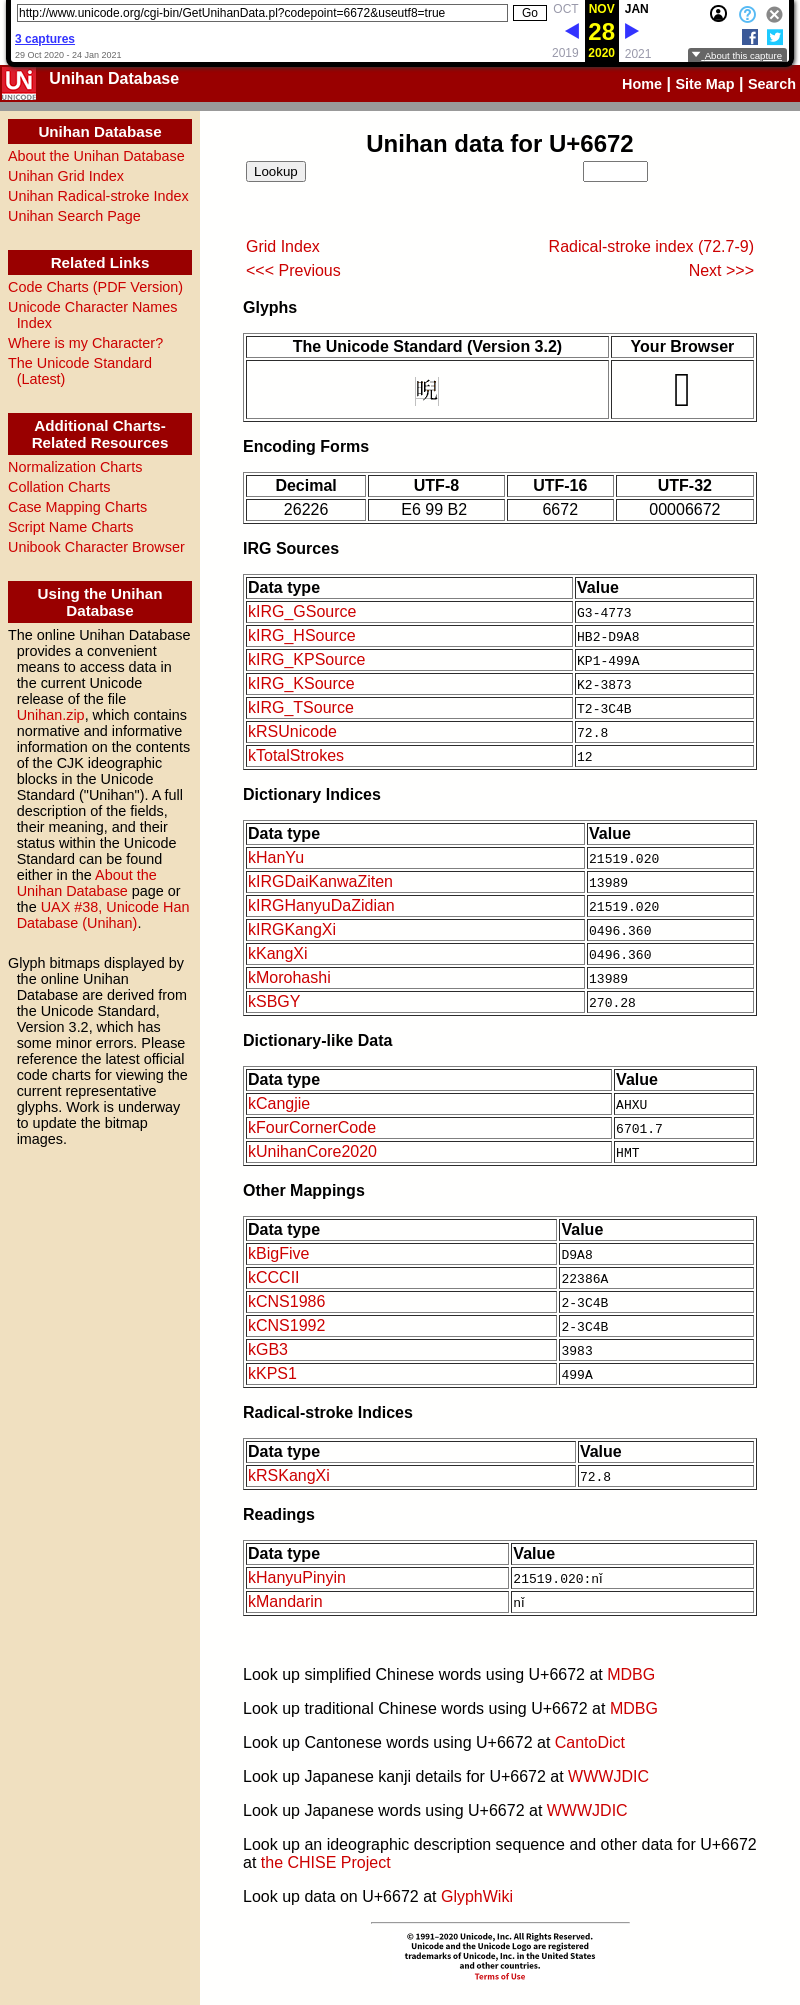 http://www.unicode.org/cgi-bin/GetUnihanData.pl?codepoint=6672&useutf8=true Go OCT NOV JAN
3 captures 28
29 Oct 2020 - 24 Jan 2021 2019 2020 2021 About this capture
UNi UNICODE Unihan Database Home | Site Map | Search
Unihan Database
About the Unihan Database
Unihan Grid Index
Unihan Radical-stroke Index
Unihan Search Page
Related Links
Code Charts (PDF Version)
Unicode Character Names
Index
Where is my Character?
The Unicode Standard
(Latest)
Additional Charts-
Related Resources
Normalization Charts
Collation Charts
Case Mapping Charts
Script Name Charts
Unibook Character Browser
Using the Unihan
Database
The online Unihan Database
provides a convenient
means to access data in
the current Unicode
release of the file
Unihan.zip, which contains
normative and informative
information on the contents
of the CJK ideographic
blocks in the Unicode
Standard ("Unihan"). A full
description of the fields,
their meaning, and their
status within the Unicode
Standard can be found
either in the About the
Unihan Database page or
the UAX #38, Unicode Han
Database (Unihan).
Glyph bitmaps displayed by
the online Unihan
Database are derived from
the Unicode Standard,
Version 3.2, which has
some minor errors. Please
reference the latest official
code charts for viewing the
current representative
glyphs. Work is underway
to update the bitmap
images.
Unihan data for U+6672
Lookup
Grid Index Radical-stroke index (72.7-9)
<<< Previous Next >>>
Glyphs
The Unicode Standard (Version 3.2) Your Browser
晲
Encoding Forms
Decimal UTF-8 UTF-16 UTF-32
26226 E6 99 B2 6672 00006672
IRG Sources
Data type Value
kIRG_GSource G3-4773
kIRG_HSource HB2-D9A8
kIRG_KPSource KP1-499A
kIRG_KSource K2-3873
kIRG_TSource T2-3C4B
kRSUnicode 72.8
kTotalStrokes 12
Dictionary Indices
Data type Value
kHanYu 21519.020
kIRGDaiKanwaZiten 13989
kIRGHanyuDaZidian 21519.020
kIRGKangXi 0496.360
kKangXi 0496.360
kMorohashi 13989
kSBGY 270.28
Dictionary-like Data
Data type Value
kCangjie AHXU
kFourCornerCode 6701.7
kUnihanCore2020 HMT
Other Mappings
Data type Value
kBigFive D9A8
kCCCII 22386A
kCNS1986 2-3C4B
kCNS1992 2-3C4B
kGB3 3983
kKPS1 499A
Radical-stroke Indices
Data type Value
kRSKangXi 72.8
Readings
Data type Value
kHanyuPinyin 21519.020:nǐ
kMandarin nǐ
Look up simplified Chinese words using U+6672 at MDBG
Look up traditional Chinese words using U+6672 at MDBG
Look up Cantonese words using U+6672 at CantoDict
Look up Japanese kanji details for U+6672 at WWWJDIC
Look up Japanese words using U+6672 at WWWJDIC
Look up an ideographic description sequence and other data for U+6672
at the CHISE Project
Look up data on U+6672 at GlyphWiki
© 1991–2020 Unicode, Inc. All Rights Reserved.
Unicode and the Unicode Logo are registered
trademarks of Unicode, Inc. in the United States
and other countries.
Terms of Use